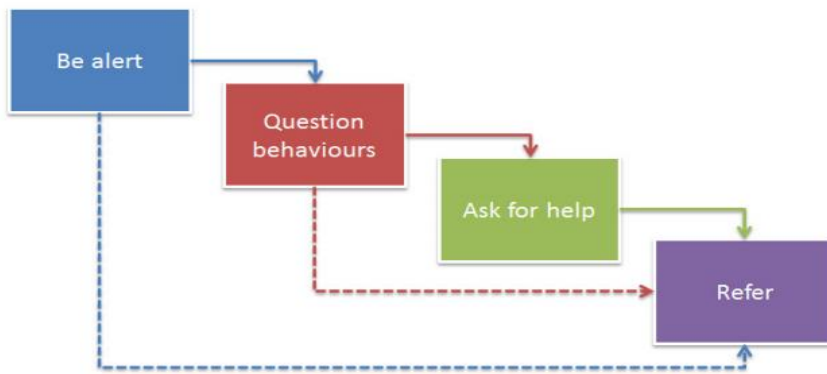 Be alert
Question
behaviours
Ask for help
Refer